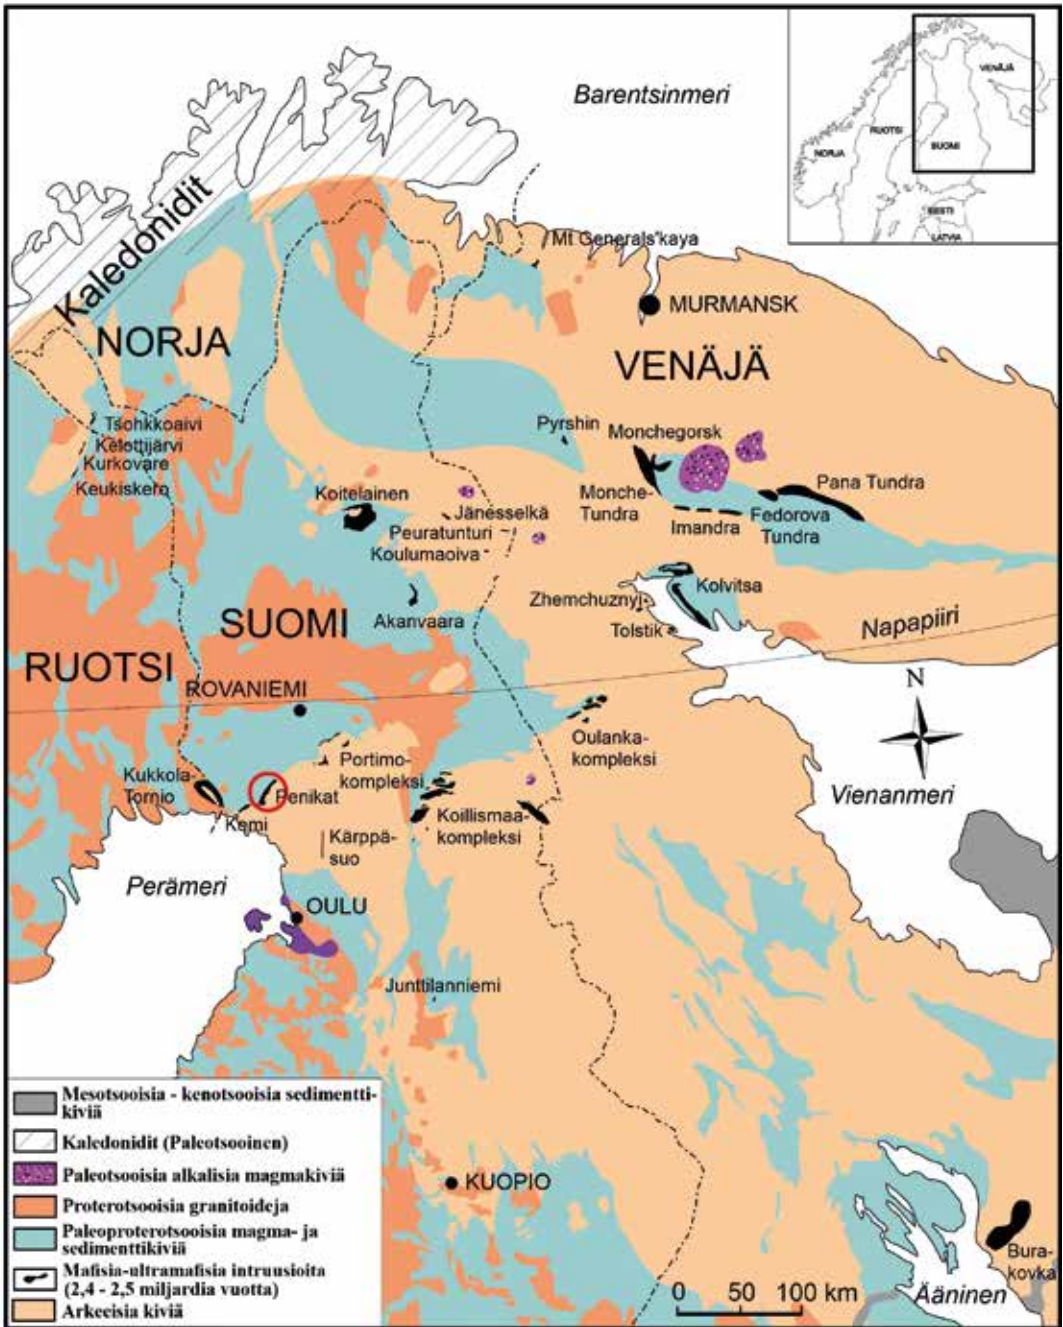 Barentsinmeri
VENÄJÄ
RUOTSI
NORJA
SUOMI
EESTI
LATVIA
Kaledonidit
Mt Generals'kaya
MURMANSK
NORJA
VENÄJÄ
Tsohkkoaivi
Kelottijärvi
Kurkovare
Keukiskero
Pyrshin
Monchegorsk
Koitelainen
Jänesselkä
Peuratunturi
Koulumaoiva
Monche-
Tundra
Imandra
Fedorova
Tundra
Pana Tundra
Akanvaara
Zhemchuznyj
Tolstik
Kolvitsa
SUOMI
RUOTSI
Napapiiri
ROVANIEMI
N
Oulanka-
kompleksi
Portimo-
kompleksi
Kukkola-
Tornio
Penikat
Kemi
Koillismaa-
kompleksi
Kärppä-
suo
Vienanmeri
Perämeri
OULU
Junttilanniemi
KUOPIO
Bura-
kovka
Ääninen
0 50 100 km
Mesotsooisia - kenotsooisia sedimentti-
kiviä
Kaledonidit (Paleotsooinen)
Paleotsooisia alkalisia magmakiviä
Proterotsooisia granitoideja
Paleoproterotsooisia magma- ja
sedimenttikiviä
Mafisia-ultramafisia intruusioita
(2,4 - 2,5 miljardia vuotta)
Arkeeisia kiviä